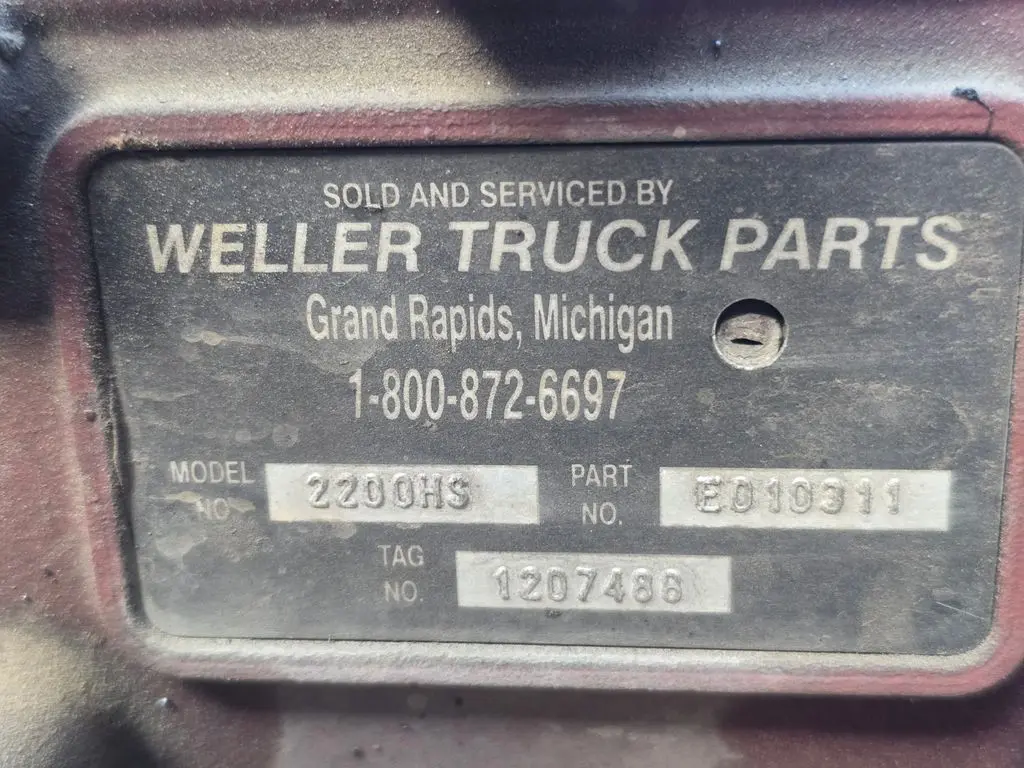 SOLD AND SERVICED BY
WELLER TRUCK PARTS
Grand Rapids, Michigan
1-800-872-6697
MODEL NO. 2200HS PART NO. ED10311
TAG NO. 1207488